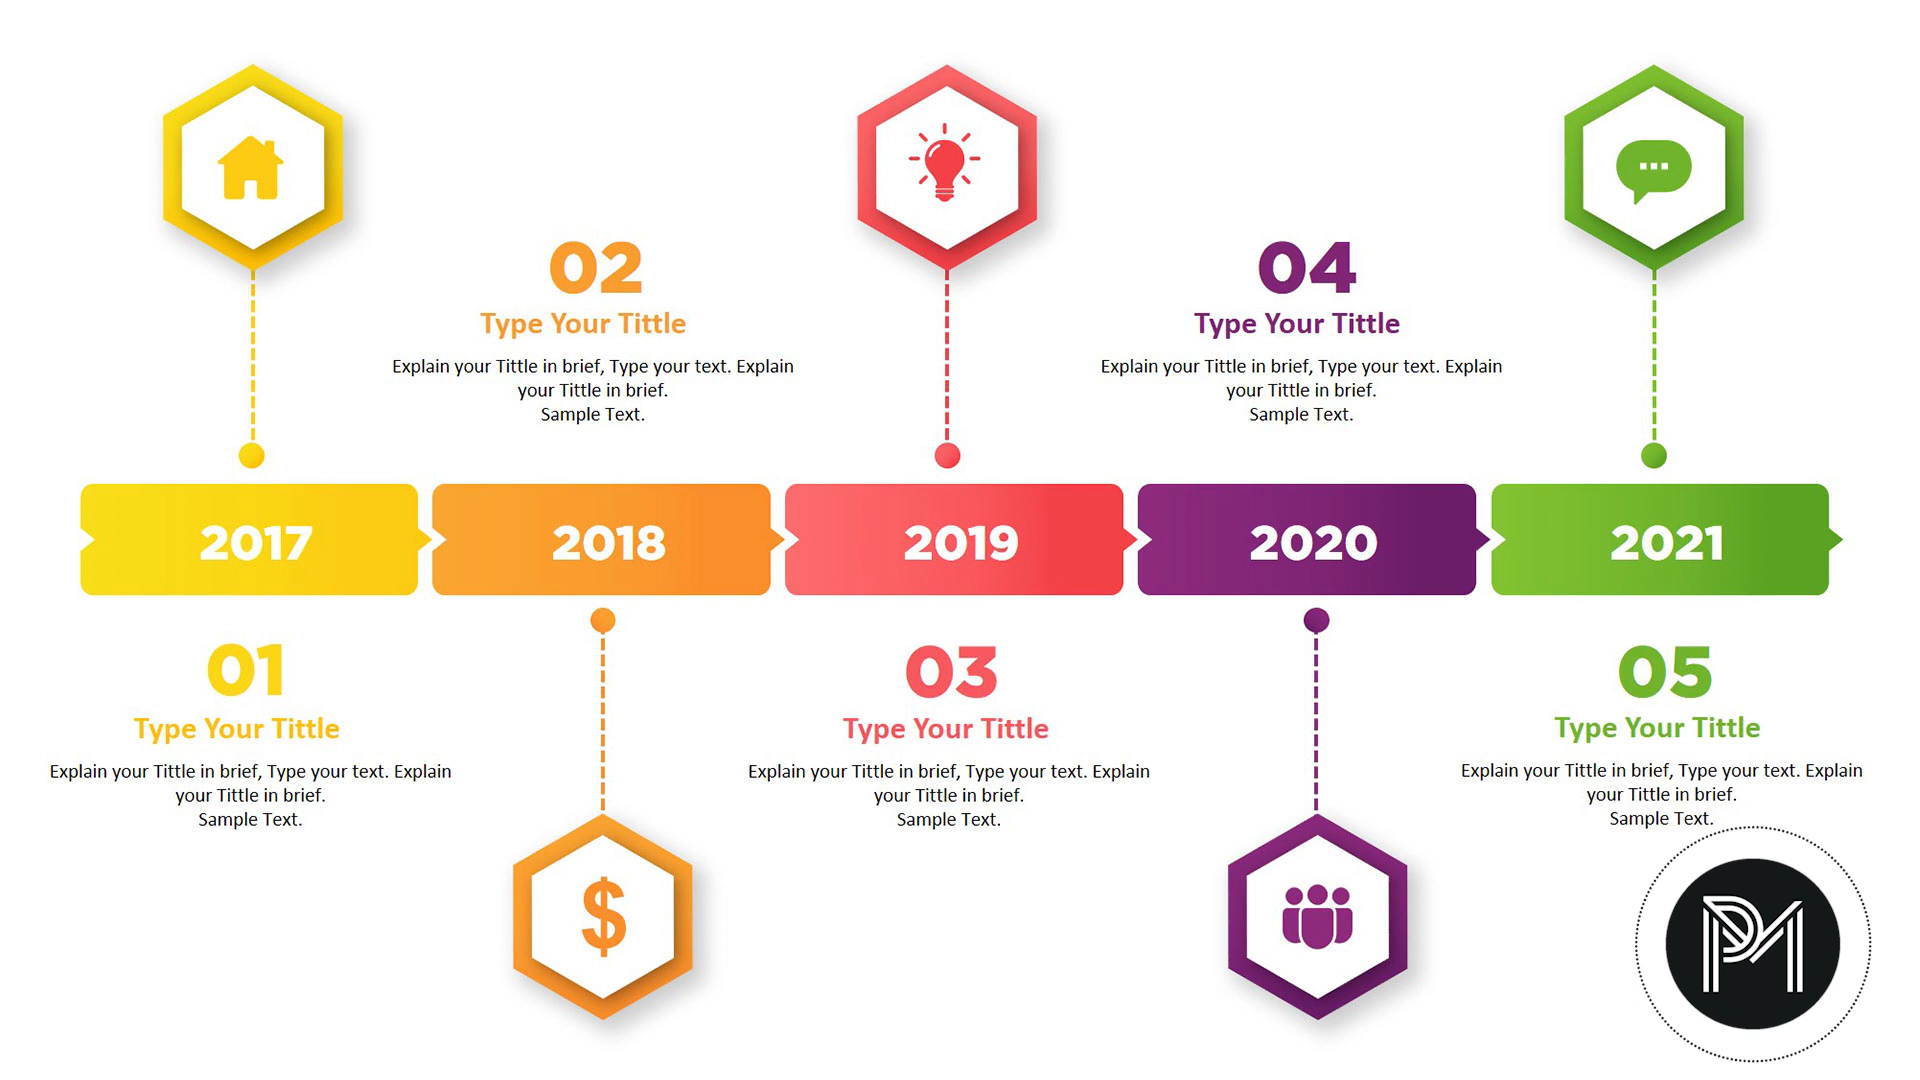 02
Type Your Tittle
Explain your Tittle in brief, Type your text. Explain
your Tittle in brief.
Sample Text.
04
Type Your Tittle
Explain your Tittle in brief, Type your text. Explain
your Tittle in brief.
Sample Text.
2017
2018
2019
2020
2021
01
Type Your Tittle
Explain your Tittle in brief, Type your text. Explain
your Tittle in brief.
Sample Text.
03
Type Your Tittle
Explain your Tittle in brief, Type your text. Explain
your Tittle in brief.
Sample Text.
05
Type Your Tittle
Explain your Tittle in brief, Type your text. Explain
your Tittle in brief.
Sample Text.
$
PM